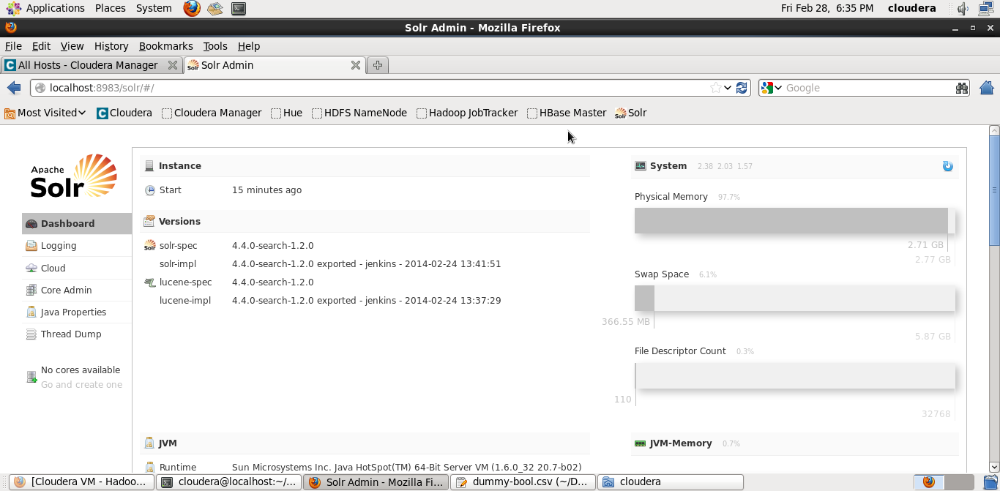 Applications Places System Fri Feb 28, 6:35 PM cloudera
Solr Admin - Mozilla Firefox
File Edit View History Bookmarks Tools Help
All Hosts - Cloudera Manager Solr Admin
localhost:8983/solr/#/ Google
Most Visited Cloudera Cloudera Manager Hue HDFS NameNode Hadoop JobTracker HBase Master Solr
Apache
Solr
Dashboard
Logging
Cloud
Core Admin
Java Properties
Thread Dump
No cores available
Go and create one
Instance
Start 15 minutes ago
Versions
solr-spec 4.4.0-search-1.2.0
solr-impl 4.4.0-search-1.2.0 exported - jenkins - 2014-02-24 13:41:51
lucene-spec 4.4.0-search-1.2.0
lucene-impl 4.4.0-search-1.2.0 exported - jenkins - 2014-02-24 13:37:29
JVM
Runtime Sun Microsystems Inc. Java HotSpot(TM) 64-Bit Server VM (1.6.0_32 20.7-b02)
System 2.38 2.03 1.57
Physical Memory 97.7%
2.71 GB
2.77 GB
Swap Space 6.1%
366.55 MB
5.87 GB
File Descriptor Count 0.3%
110
32768
JVM-Memory 0.7%
[Cloudera VM - Hadoo... cloudera@localhost:~/... Solr Admin - Mozilla Fi... dummy-bool.csv (~/D... cloudera